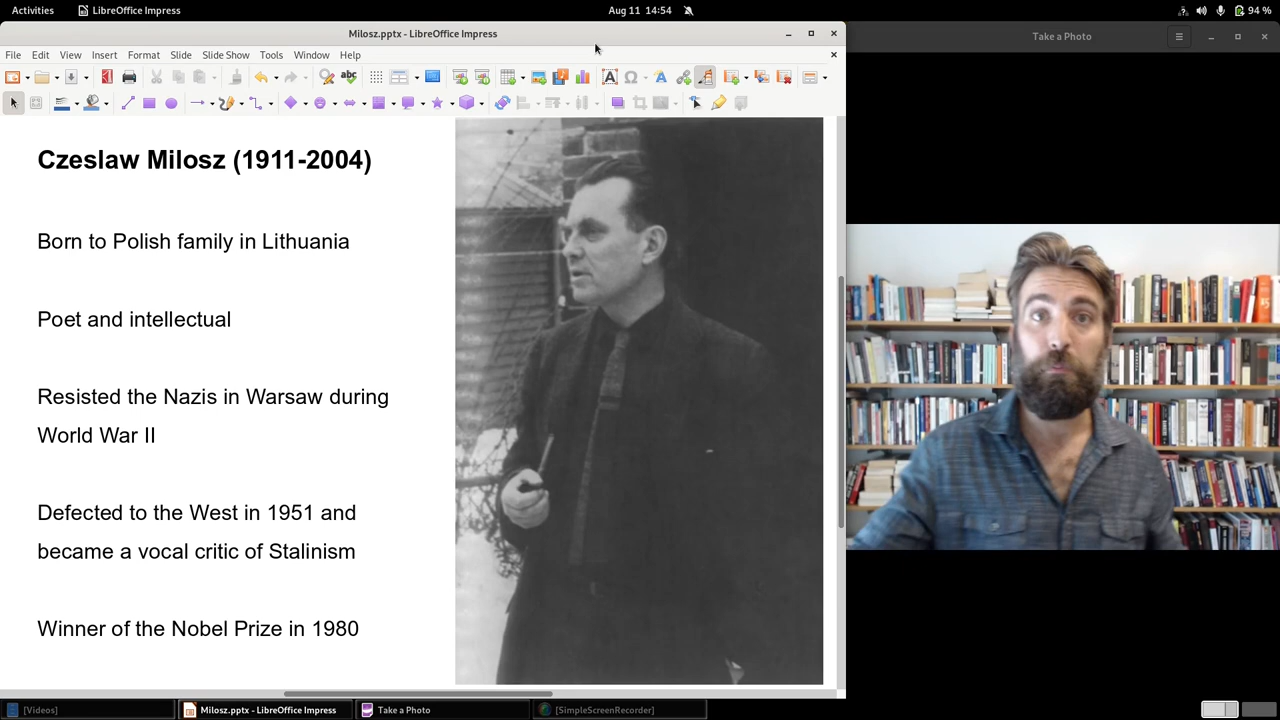 Activities
LibreOffice Impress
Aug 11 14:54
94 %
Milosz.pptx - LibreOffice Impress
Take a Photo
File Edit View Insert Format Slide Slide Show Tools Window Help
Czeslaw Milosz (1911-2004)
Born to Polish family in Lithuania
Poet and intellectual
Resisted the Nazis in Warsaw during
World War II
Defected to the West in 1951 and
became a vocal critic of Stalinism
Winner of the Nobel Prize in 1980
[Videos]
Milosz.pptx - LibreOffice Impress
Take a Photo
[SimpleScreenRecorder]